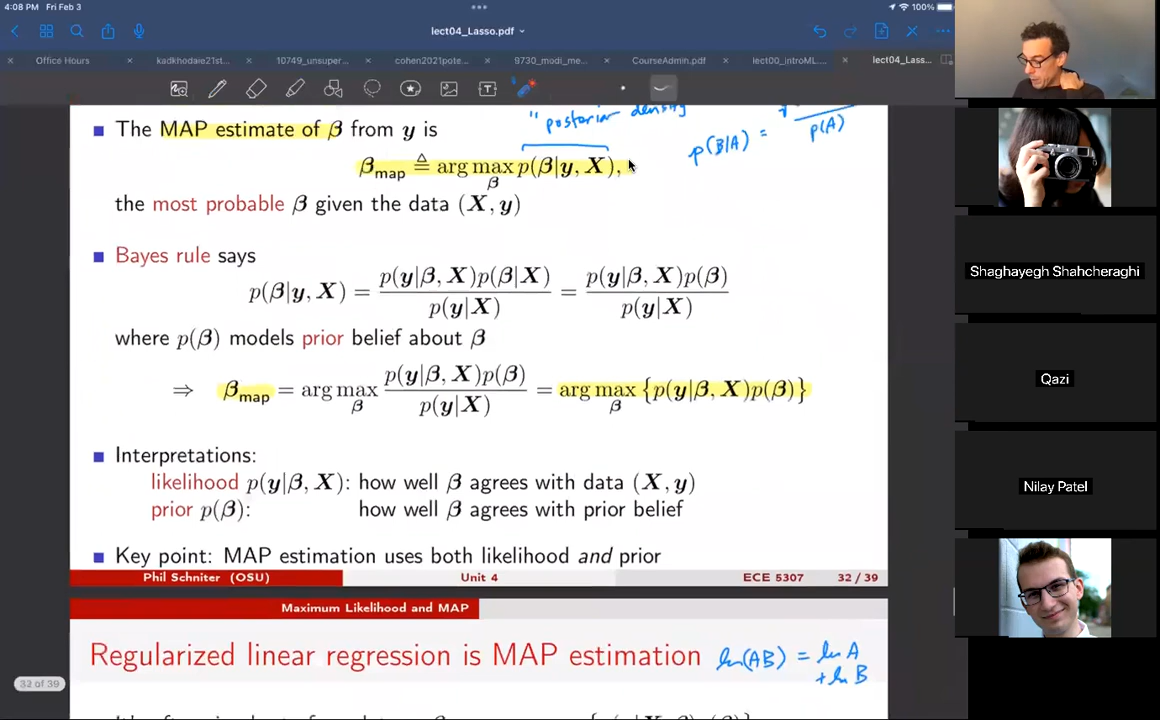 4:08 PM Fri Feb 3
100%
lect04_Lasso.pdf
Office Hours
kadkhodaie21st...
10749_unsuper...
cohen2021pote...
9730_modi_me...
CourseAdmin.pdf
lect00_introML...
lect04_Lasso...
"posterior density
p(B|A) = / p(A)
■ The MAP estimate of β from y is
β_map ≜ arg max_β p(β|y, X),
the most probable β given the data (X, y)
■ Bayes rule says
p(β|y, X) = p(y|β, X)p(β|X) / p(y|X) = p(y|β, X)p(β) / p(y|X)
where p(β) models prior belief about β
⇒ β_map = arg max_β p(y|β, X)p(β) / p(y|X) = arg max_β {p(y|β, X)p(β)}
■ Interpretations:
likelihood p(y|β, X): how well β agrees with data (X, y)
prior p(β): how well β agrees with prior belief
■ Key point: MAP estimation uses both likelihood and prior
Phil Schniter (OSU) Unit 4 ECE 5307 32 / 39
Maximum Likelihood and MAP
Regularized linear regression is MAP estimation
ln(AB) = ln A
+ ln B
32 of 39
Shaghayegh Shahcheraghi
Qazi
Nilay Patel